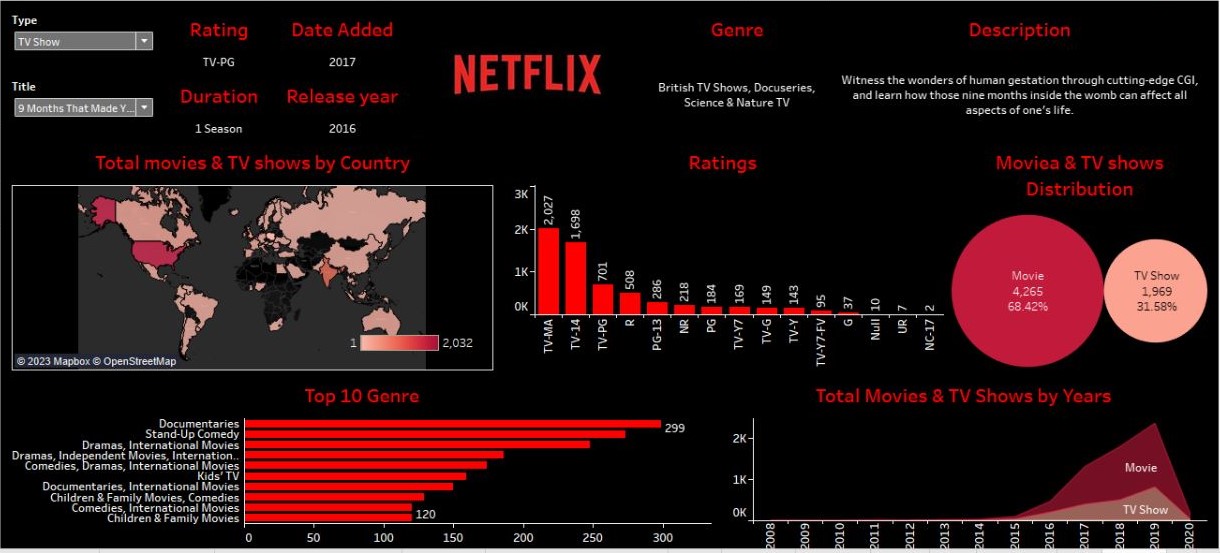 Type
TV Show
Title
9 Months That Made Y...
Rating
TV-PG
Date Added
2017
Duration
1 Season
Release year
2016
NETFLIX
Genre
British TV Shows, Docuseries,
Science & Nature TV
Description
Witness the wonders of human gestation through cutting-edge CGI,
and learn how those nine months inside the womb can affect all
aspects of one's life.
Total movies & TV shows by Country
1
2,032
© 2023 Mapbox © OpenStreetMap
Ratings
3K
2K
1K
0K
2,027
1,698
701
508
286
218
184
169
149
143
95
37
10
7
2
TV-MA
TV-14
TV-PG
R
PG-13
NR
PG
TV-Y7
TV-G
TV-Y
TV-Y7-FV
G
Null
UR
NC-17
Moviea & TV shows
Distribution
Movie
4,265
68.42%
TV Show
1,969
31.58%
Top 10 Genre
Documentaries
Stand-Up Comedy
Dramas, International Movies
Dramas, Independent Movies, Internation..
Comedies, Dramas, International Movies
Kids' TV
Documentaries, International Movies
Children & Family Movies, Comedies
Comedies, International Movies
Children & Family Movies
299
120
0
50
100
150
200
250
300
Total Movies & TV Shows by Years
2K
1K
0K
Movie
TV Show
2008
2009
2010
2011
2012
2013
2014
2015
2016
2017
2018
2019
2020